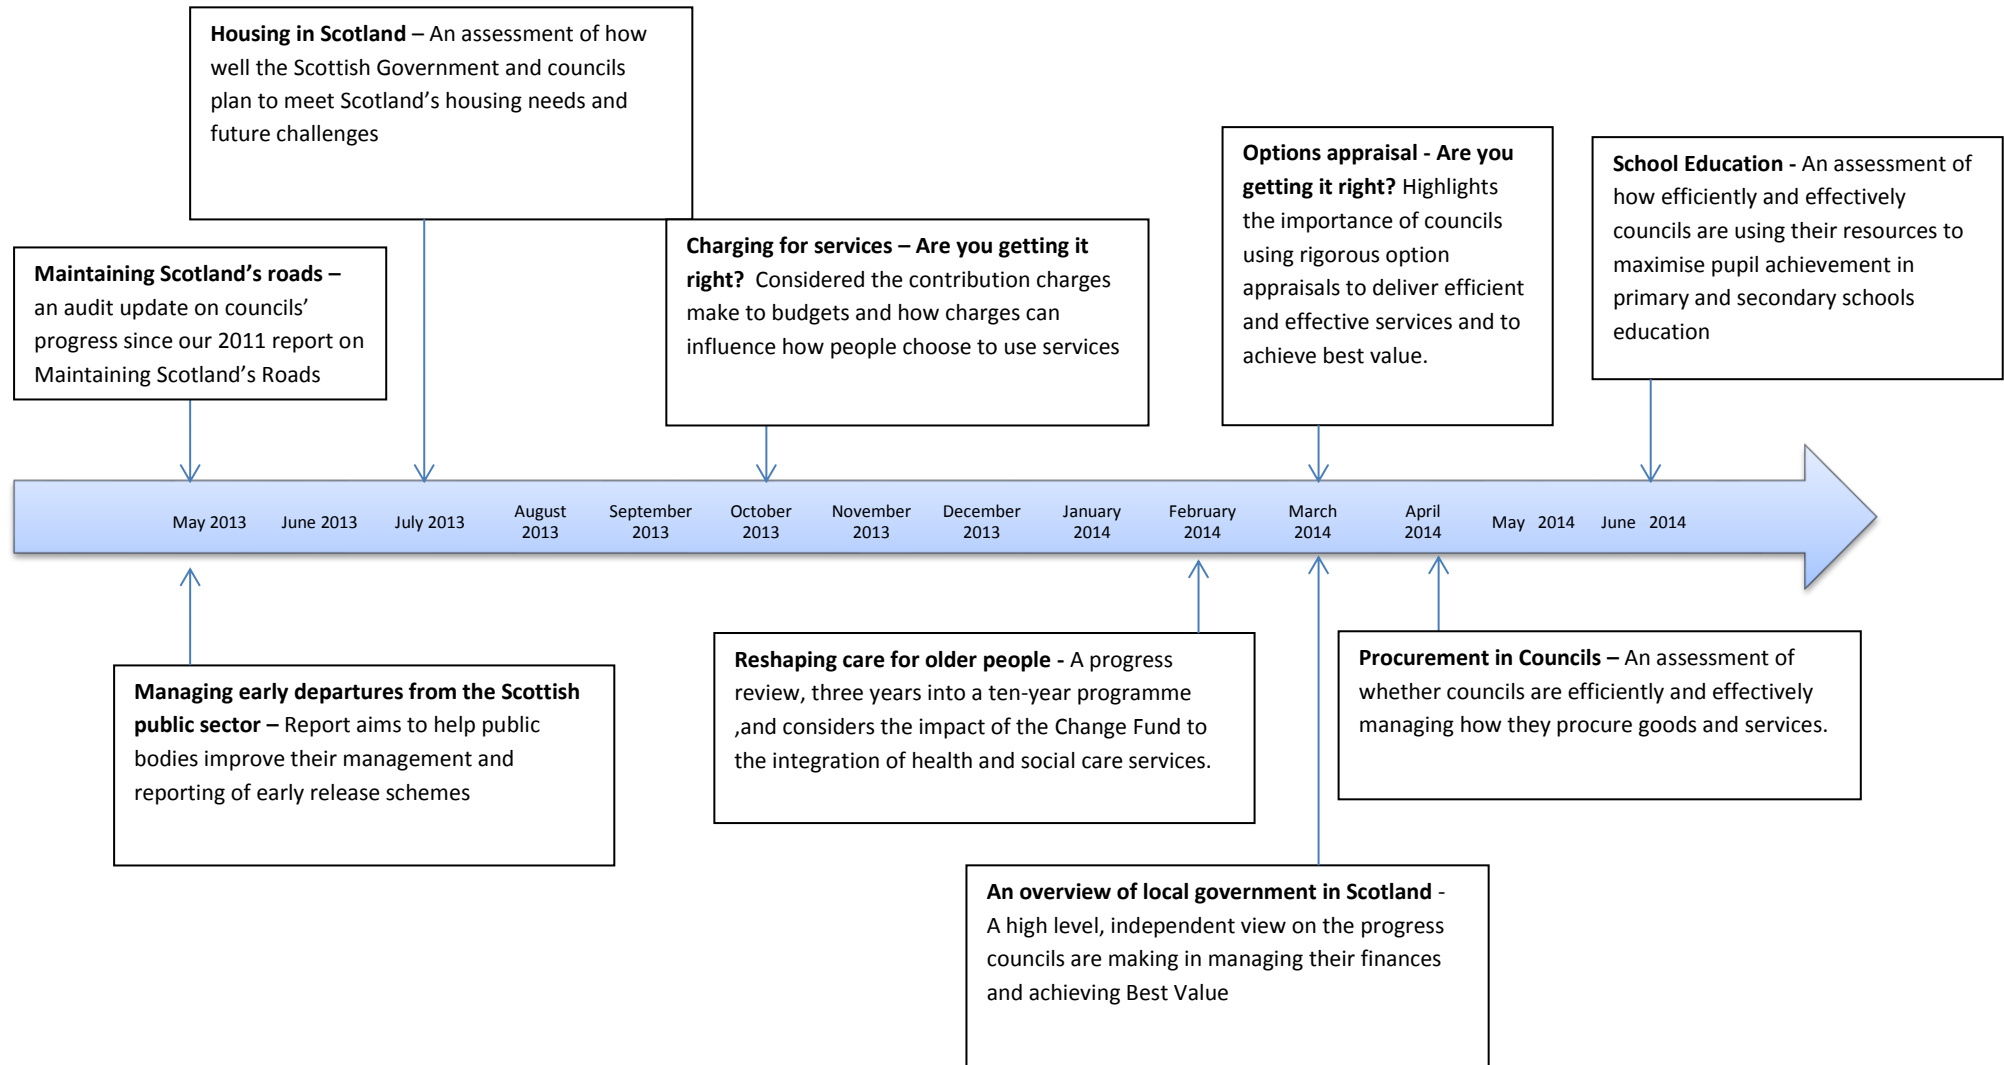 Housing in Scotland – An assessment of how
well the Scottish Government and councils
plan to meet Scotland’s housing needs and
future challenges
Maintaining Scotland’s roads –
an audit update on councils’
progress since our 2011 report on
Maintaining Scotland’s Roads
Charging for services – Are you getting it
right?  Considered the contribution charges
make to budgets and how charges can
influence how people choose to use services
Options appraisal - Are you
getting it right? Highlights
the importance of councils
using rigorous option
appraisals to deliver efficient
and effective services and to
achieve best value.
School Education - An assessment of
how efficiently and effectively
councils are using their resources to
maximise pupil achievement in
primary and secondary schools
education
May 2013
June 2013
July 2013
August
2013
September
2013
October
2013
November
2013
December
2013
January
2014
February
2014
March
2014
April
2014
May   2014
June   2014
Managing early departures from the Scottish
public sector – Report aims to help public
bodies improve their management and
reporting of early release schemes
Reshaping care for older people - A progress
review, three years into a ten-year programme
,and considers the impact of the Change Fund to
the integration of health and social care services.
Procurement in Councils – An assessment of
whether councils are efficiently and effectively
managing how they procure goods and services.
An overview of local government in Scotland -
A high level, independent view on the progress
councils are making in managing their finances
and achieving Best Value